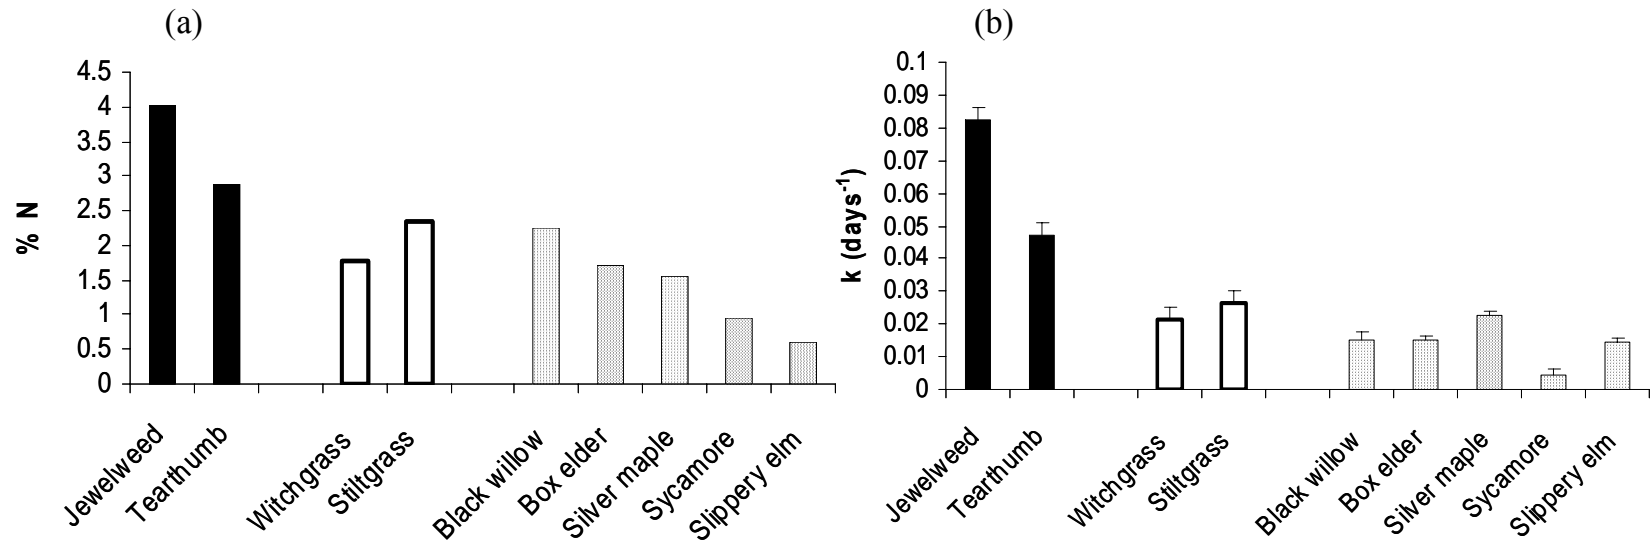 (a)
4.5
4
3.5
3
2.5
2
1.5
1
0.5
0
% N
Jewelweed
Tearthumb
Witchgrass
Stiltgrass
Black willow
Box elder
Silver maple
Sycamore
Slippery elm
(b)
0.1
0.09
0.08
0.07
0.06
0.05
0.04
0.03
0.02
0.01
0
k (days⁻¹)
Jewelweed
Tearthumb
Witchgrass
Stiltgrass
Black willow
Box elder
Silver maple
Sycamore
Slippery elm